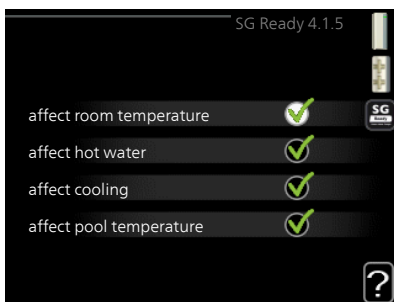 SG Ready 4.1.5
affect room temperature
SG
Ready
affect hot water
affect cooling
affect pool temperature
?